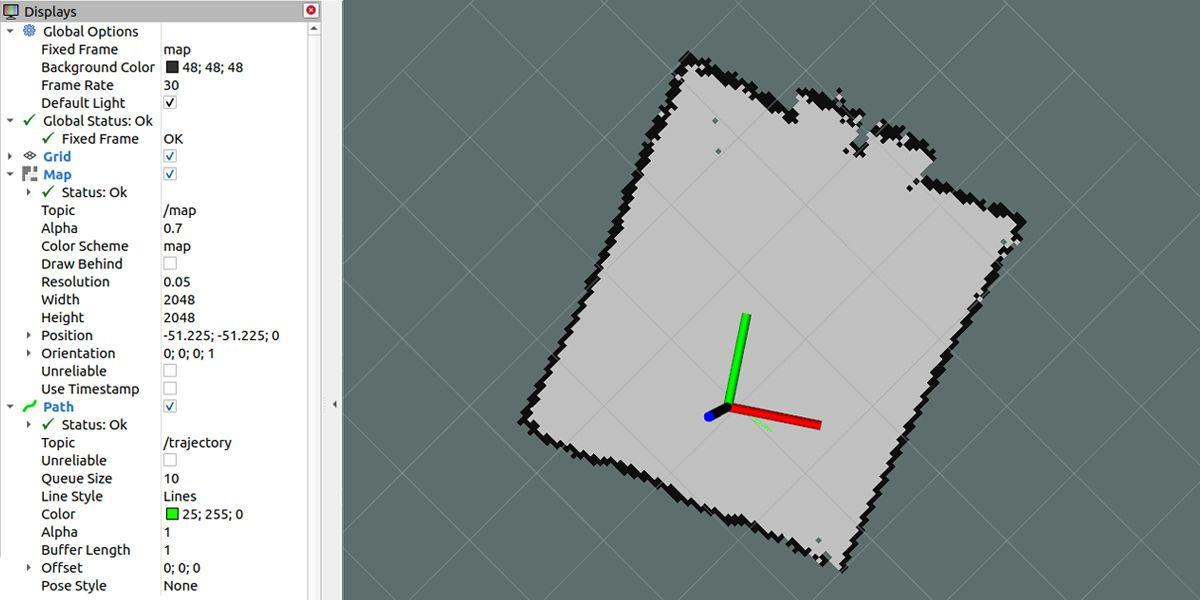 Displays
Global Options
Fixed Frame map
Background Color 48; 48; 48
Frame Rate 30
Default Light
Global Status: Ok
Fixed Frame OK
Grid
Map
Status: Ok
Topic /map
Alpha 0.7
Color Scheme map
Draw Behind
Resolution 0.05
Width 2048
Height 2048
Position -51.225; -51.225; 0
Orientation 0; 0; 0; 1
Unreliable
Use Timestamp
Path
Status: Ok
Topic /trajectory
Unreliable
Queue Size 10
Line Style Lines
Color 25; 255; 0
Alpha 1
Buffer Length 1
Offset 0; 0; 0
Pose Style None